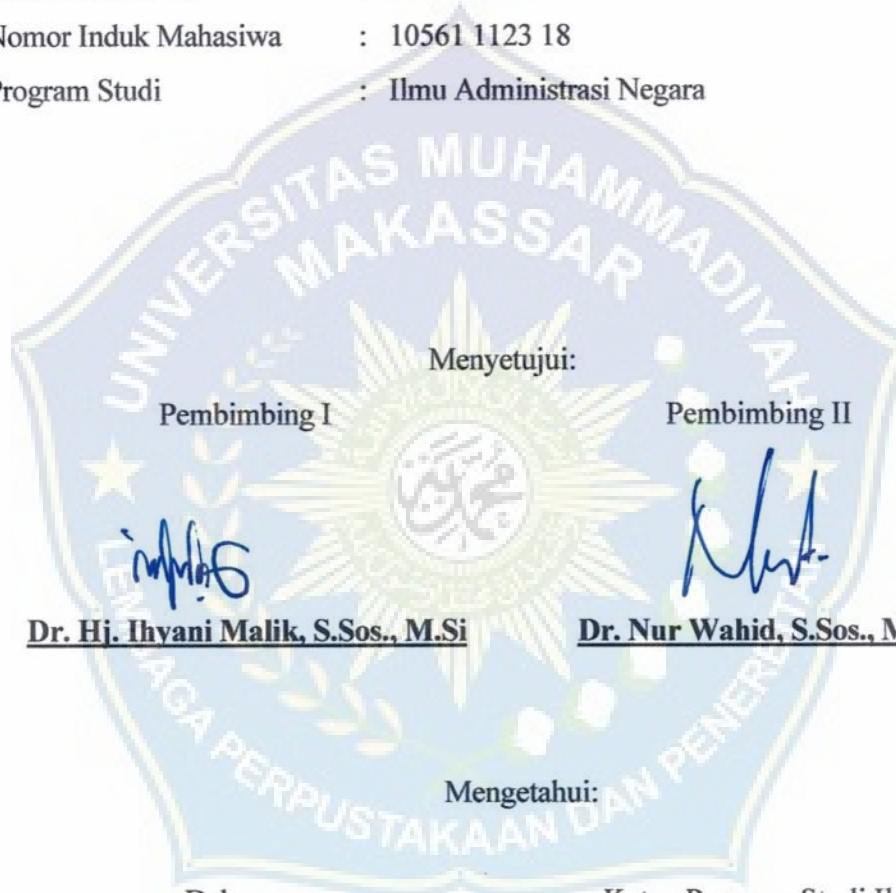 Nomor Induk Mahasiwa : 10561 1123 18
Program Studi : Ilmu Administrasi Negara
UNIVERSITAS MUHAMMADIYAH
MAKASSAR
Menyetujui:
Pembimbing I Pembimbing II
Dr. Hj. Ihyani Malik, S.Sos., M.Si Dr. Nur Wahid, S.Sos., M
Mengetahui:
LEMBAGA PERPUSTAKAAN DAN PENERBITAN